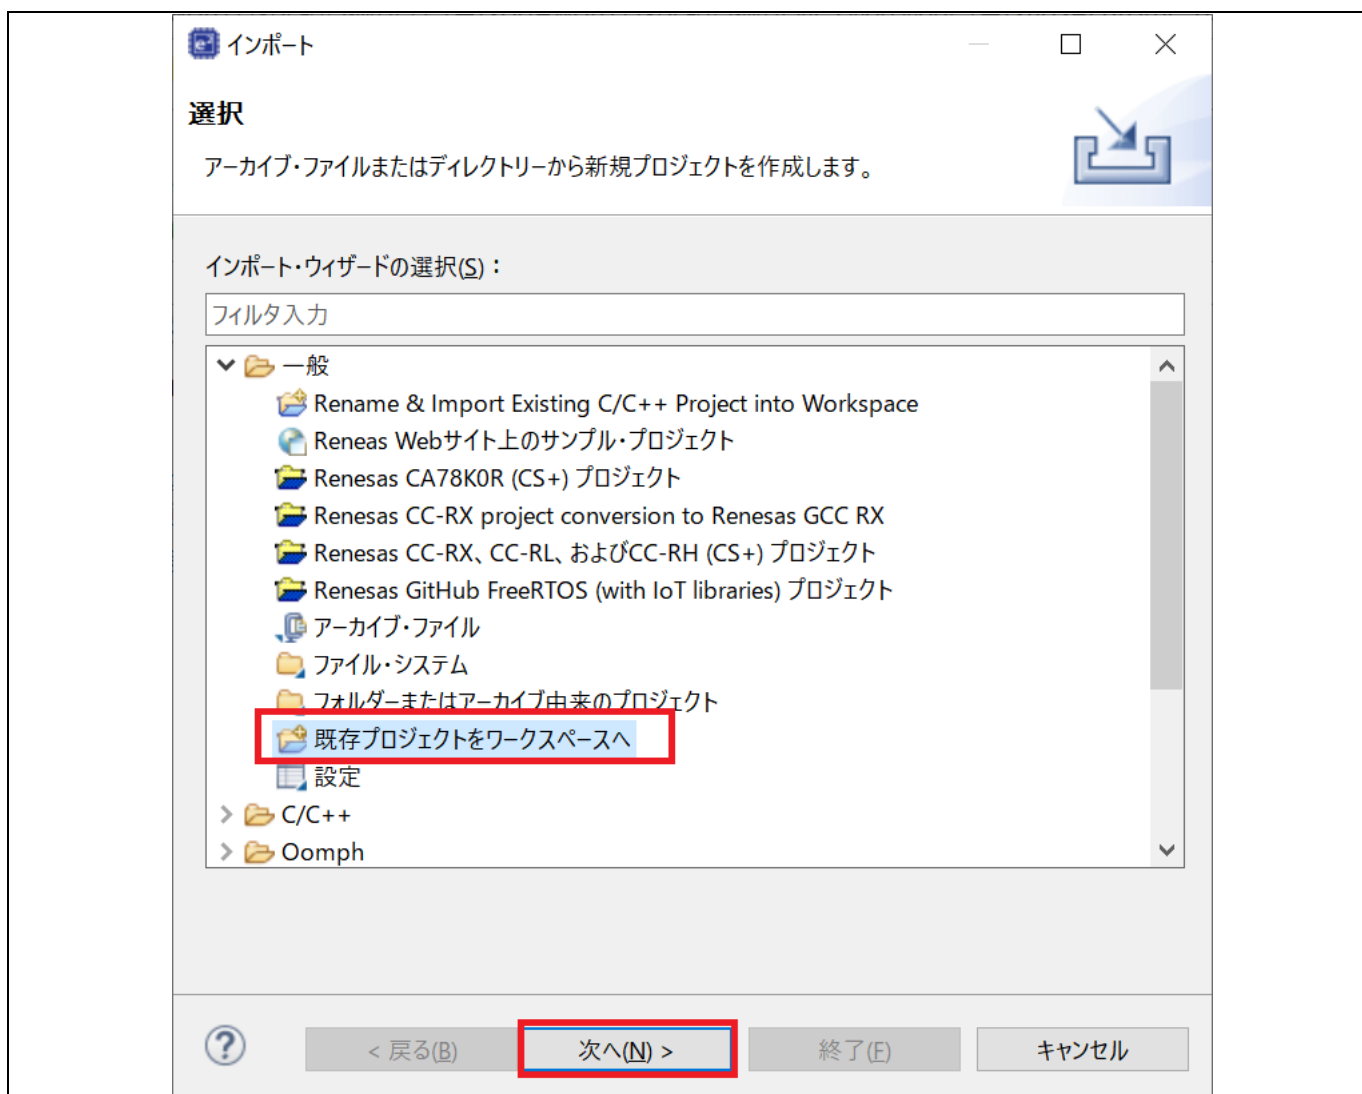 インポート
選択
アーカイブ・ファイルまたはディレクトリーから新規プロジェクトを作成します。
インポート・ウィザードの選択(S)：
フィルタ入力
一般
Rename & Import Existing C/C++ Project into Workspace
Reneas Webサイト上のサンプル・プロジェクト
Renesas CA78K0R (CS+) プロジェクト
Renesas CC-RX project conversion to Renesas GCC RX
Renesas CC-RX、CC-RL、およびCC-RH (CS+) プロジェクト
Renesas GitHub FreeRTOS (with IoT libraries) プロジェクト
アーカイブ・ファイル
ファイル・システム
フォルダーまたはアーカイブ由来のプロジェクト
既存プロジェクトをワークスペースへ
設定
C/C++
Oomph
< 戻る(B) 次へ(N) > 終了(F) キャンセル